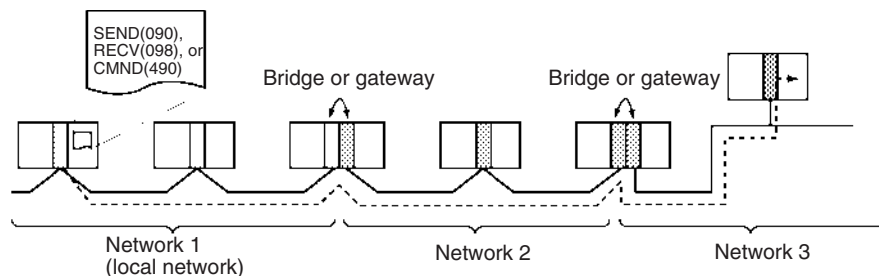 SEND(090),
RECV(098), or
CMND(490)
Bridge or gateway
Bridge or gateway
Network 1
(local network)
Network 2
Network 3